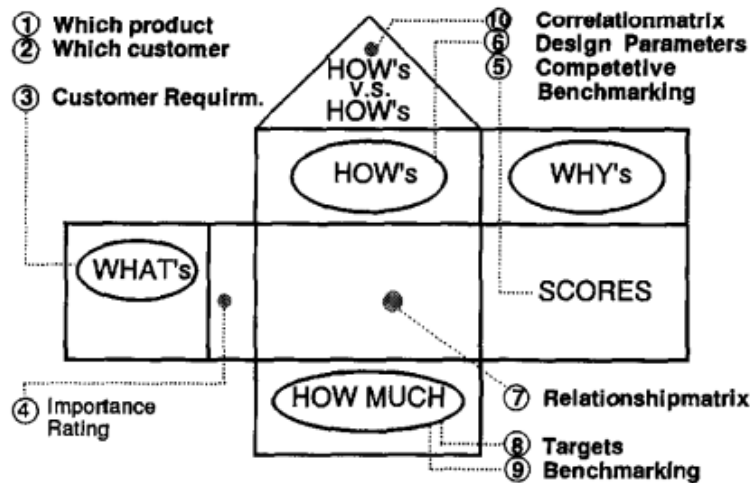 ① Which product
② Which customer
③ Customer Requirm.
⑩ Correlationmatrix
⑥ Design Parameters
⑤ Competetive
Benchmarking
HOW's
V.S.
HOW's
HOW's
WHY's
WHAT's
SCORES
HOW MUCH
④ Importance
Rating
⑦ Relationshipmatrix
⑧ Targets
⑨ Benchmarking